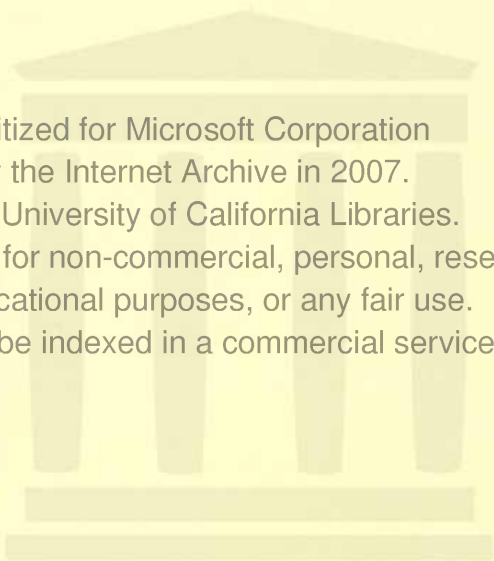 itized for Microsoft Corporation
the Internet Archive in 2007.
University of California Libraries.
for non-commercial, personal, rese
cational purposes, or any fair use.
be indexed in a commercial service